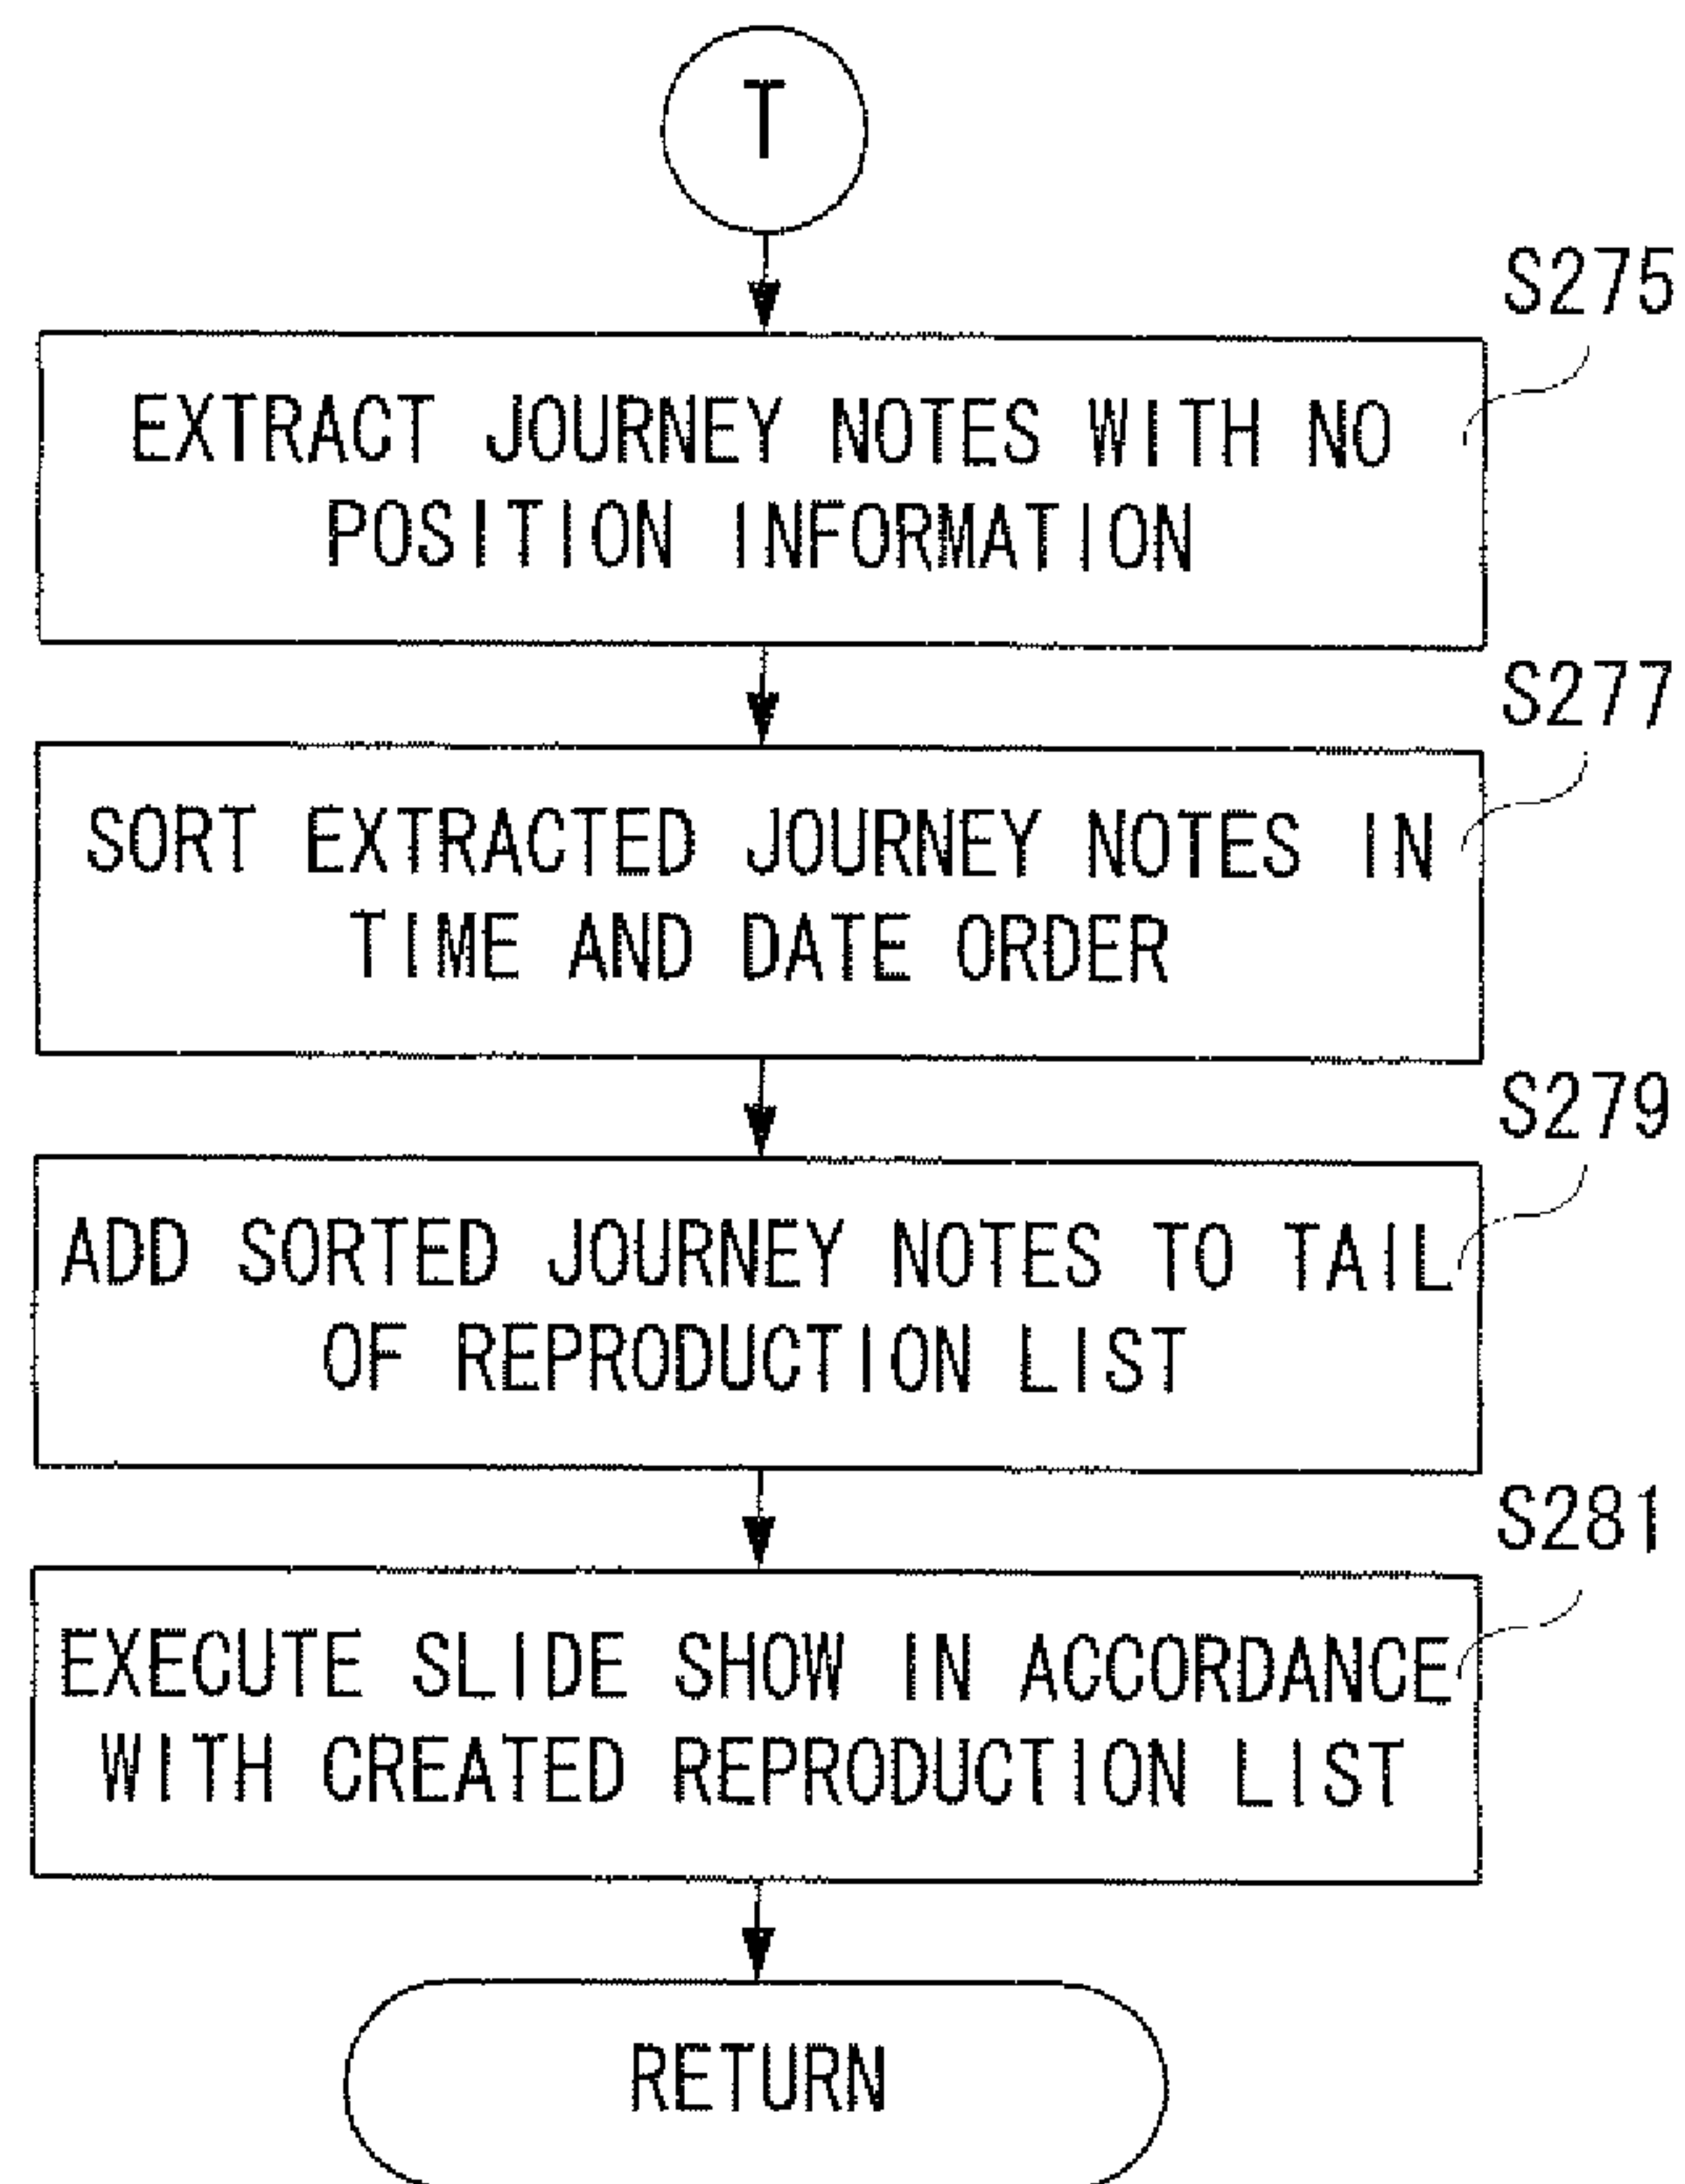 T
S275
EXTRACT JOURNEY NOTES WITH NO
POSITION INFORMATION
S277
SORT EXTRACTED JOURNEY NOTES IN
TIME AND DATE ORDER
S279
ADD SORTED JOURNEY NOTES TO TAIL
OF REPRODUCTION LIST
S281
EXECUTE SLIDE SHOW IN ACCORDANCE
WITH CREATED REPRODUCTION LIST
RETURN